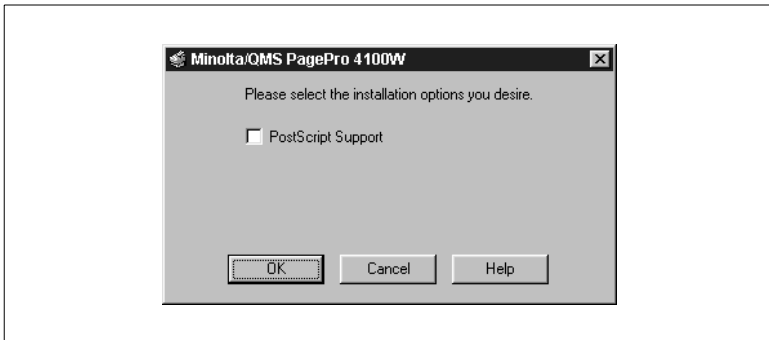 Minolta/QMS PagePro 4100W
Please select the installation options you desire.
PostScript Support
OK Cancel Help